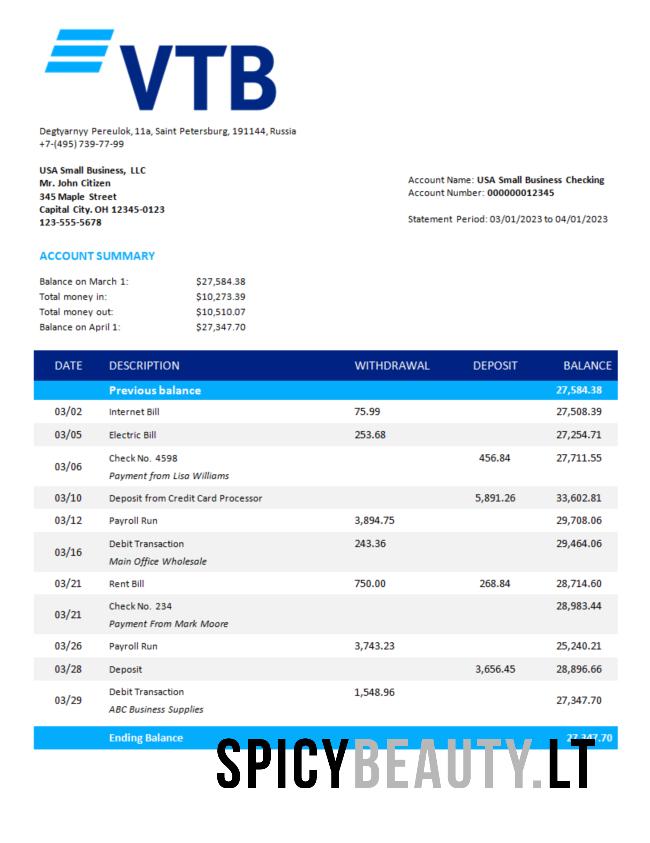 VTB
Degtyarnyy Pereulok, 11a, Saint Petersburg, 191144, Russia
+7-(495) 739-77-99
USA Small Business, LLC
Mr. John Citizen
345 Maple Street
Capital City. OH 12345-0123
123-555-5678
Account Name: USA Small Business Checking
Account Number: 000000012345
Statement Period: 03/01/2023 to 04/01/2023
ACCOUNT SUMMARY
Balance on March 1: $27,584.38
Total money in: $10,273.39
Total money out: $10,510.07
Balance on April 1: $27,347.70
DATE DESCRIPTION WITHDRAWAL DEPOSIT BALANCE
Previous balance 27,584.38
03/02 Internet Bill 75.99 27,508.39
03/05 Electric Bill 253.68 27,254.71
03/06 Check No. 4598 456.84 27,711.55
Payment from Lisa Williams
03/10 Deposit from Credit Card Processor 5,891.26 33,602.81
03/12 Payroll Run 3,894.75 29,708.06
03/16 Debit Transaction 243.36 29,464.06
Main Office Wholesale
03/21 Rent Bill 750.00 268.84 28,714.60
03/21 Check No. 234 28,983.44
Payment From Mark Moore
03/26 Payroll Run 3,743.23 25,240.21
03/28 Deposit 3,656.45 28,896.66
03/29 Debit Transaction 1,548.96 27,347.70
ABC Business Supplies
Ending Balance 27,347.70
SPICYBEAUTY.LT